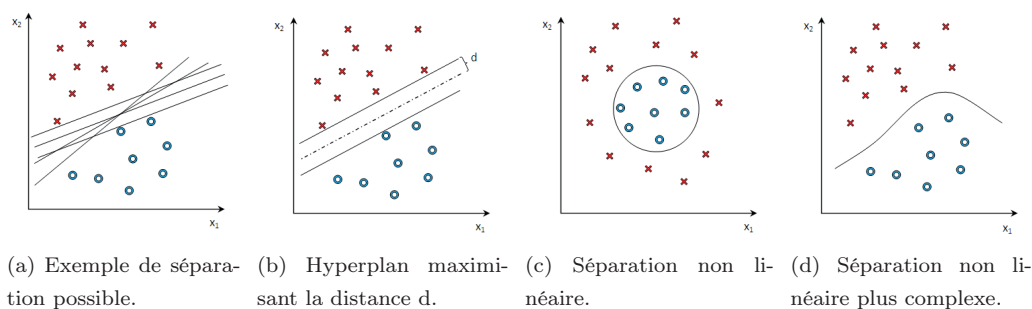 x₂
x₁
x₂
d
x₁
x₂
x₁
x₂
x₁
(a) Exemple de sépara-
tion possible.
(b) Hyperplan maximi-
sant la distance d.
(c) Séparation non li-
néaire.
(d) Séparation non li-
néaire plus complexe.